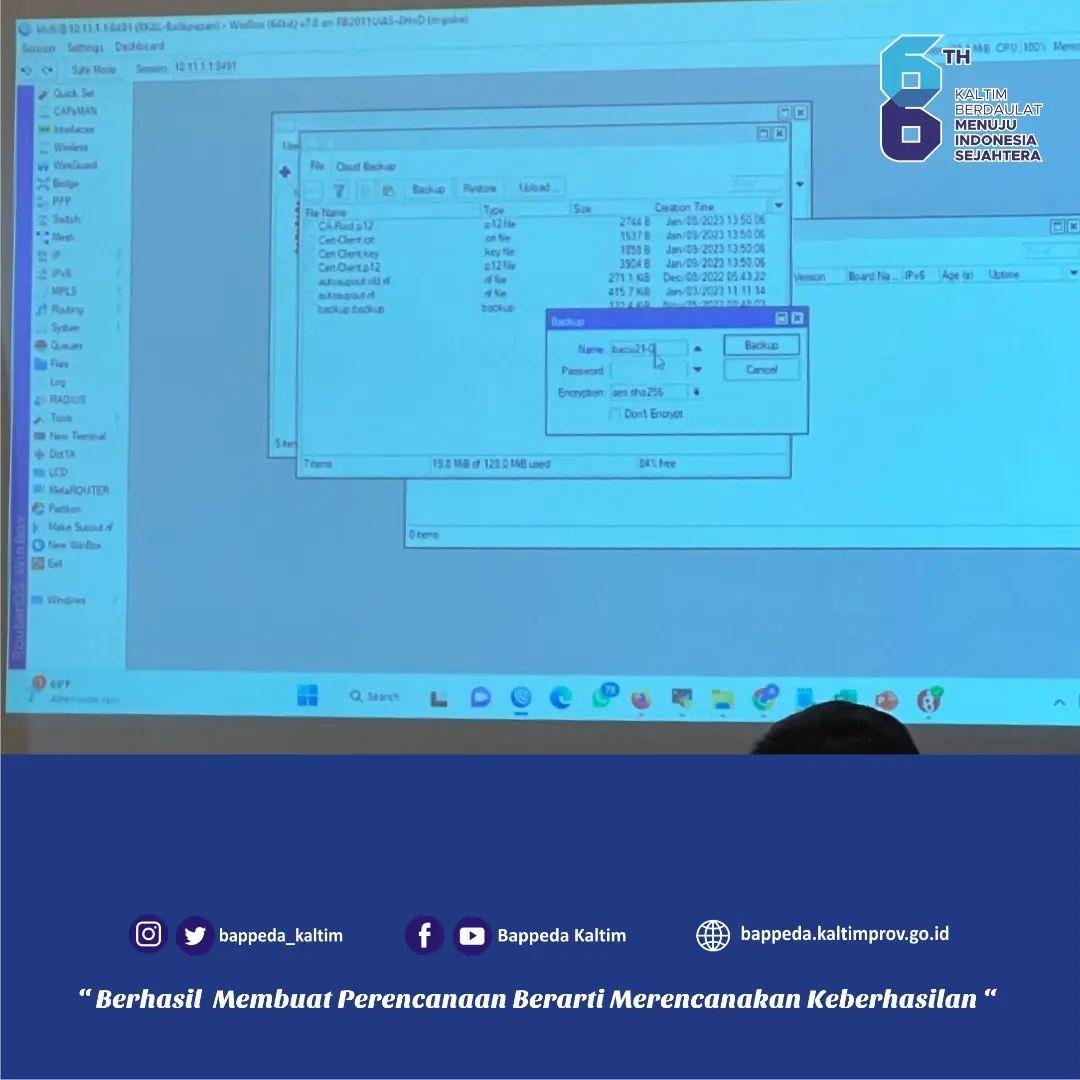 (RKKL-Balikpapan) - WinBox (64bit) v7.6 on RB2011UiAS-2HnD (mipsbe)
Session Settings Dashboard
CPU: 100%
Safe Mode Session: 10.11.1.1:8491
Quick Set
CAPsMAN
Interfaces
Wireless
WireGuard
Bridge
PPP
Switch
Mesh
IP
IPv6
MPLS
Routing
System
Queues
Files
Log
RADIUS
Tools
New Terminal
Dot1X
LCD
MetaROUTER
Partition
Make Supout.rif
New WinBox
Exit
Windows
RouterOS WinBox
File Cloud Backup
Backup Restore Upload...
File Name Type Size Creation Time
CA-Root.p12 .p12 file 2744 B Jan/09/2023 13:50:06
Cert-Client.crt .crt file 1537 B Jan/09/2023 13:50:06
Cert-Client.key .key file 1858 B Jan/09/2023 13:50:06
Cert-Client.p12 .p12 file 3904 B Jan/09/2023 13:50:06
autosupout.old.rif .rif file 271.1 KiB Dec/08/2022 05:43:22
autosupout.rif .rif file 415.7 KiB Jan/03/2023 11:11:14
backup.backup backup
7 items 19.8 MiB of 128.0 MiB used 84% free
Backup
Name: bacu21-0 Backup
Password: Cancel
Encryption: aes sha256
Don't Encrypt
Version Board Na... IPv6 Age (s) Uptime
0 items
69°F
Search
78
6TH
KALTIM
BERDAULAT
MENUJU
INDONESIA
SEJAHTERA
bappeda_kaltim Bappeda Kaltim bappeda.kaltimprov.go.id
“ Berhasil Membuat Perencanaan Berarti Merencanakan Keberhasilan “